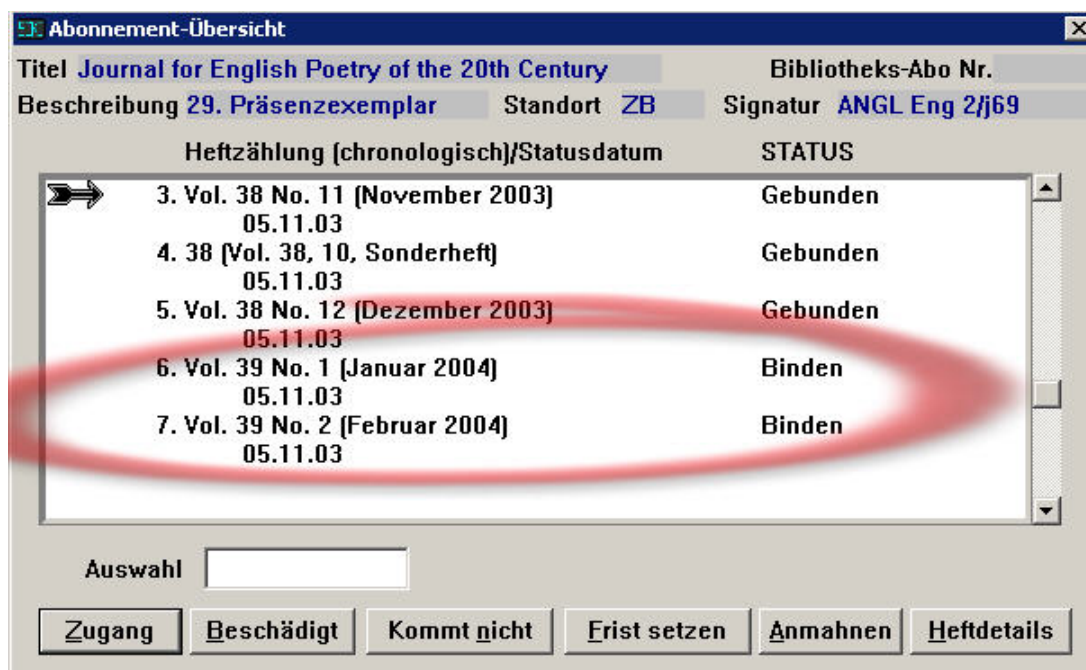 Abonnement-Übersicht
Titel Journal for English Poetry of the 20th Century Bibliotheks-Abo Nr.
Beschreibung 29. Präsenzexemplar Standort ZB Signatur ANGL Eng 2/j69
Heftzählung (chronologisch)/Statusdatum STATUS
3. Vol. 38 No. 11 (November 2003) Gebunden
05.11.03
4. 38 (Vol. 38, 10, Sonderheft) Gebunden
05.11.03
5. Vol. 38 No. 12 (Dezember 2003) Gebunden
05.11.03
6. Vol. 39 No. 1 (Januar 2004) Binden
05.11.03
7. Vol. 39 No. 2 (Februar 2004) Binden
05.11.03
Auswahl
Zugang Beschädigt Kommt nicht Frist setzen Anmahnen Heftdetails